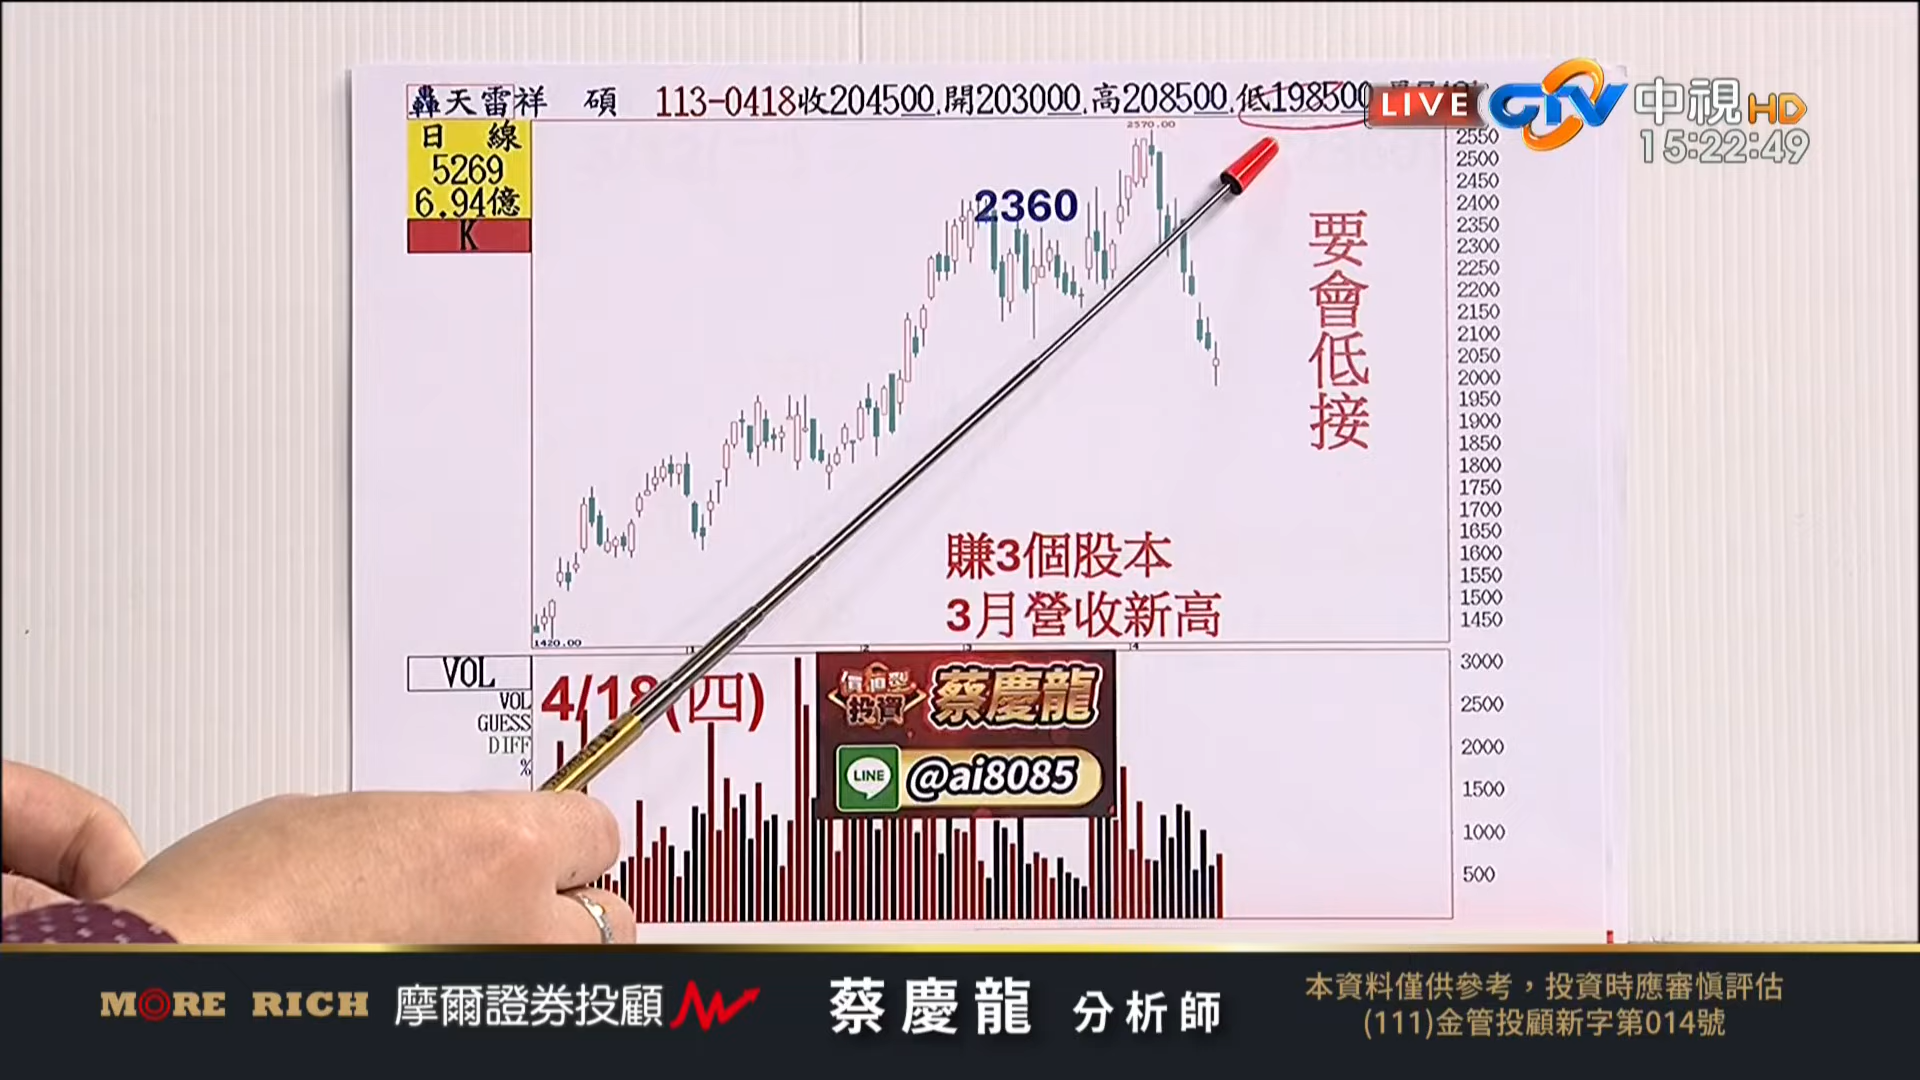 轟天雷祥 碩 113-0418收204500.開203000.高208500.低198500
LIVE CTV 中視HD
15:22:49
日 線
5269
6.94億
K
2570.00
2360
要會低接
賺3個股本
3月營收新高
1420.00
2550
2500
2450
2400
2350
2300
2250
2200
2150
2100
2050
2000
1950
1900
1850
1800
1750
1700
1650
1600
1550
1500
1450
1 2 3 4
VOL
VOL
GUESS
DIFF
%
4/18(四)
價值型
投資
蔡慶龍
LINE @ai8085
3000
2500
2000
1500
1000
500
MORE RICH 摩爾證券投顧 蔡慶龍 分析師
本資料僅供參考，投資時應審慎評估
(111)金管投顧新字第014號